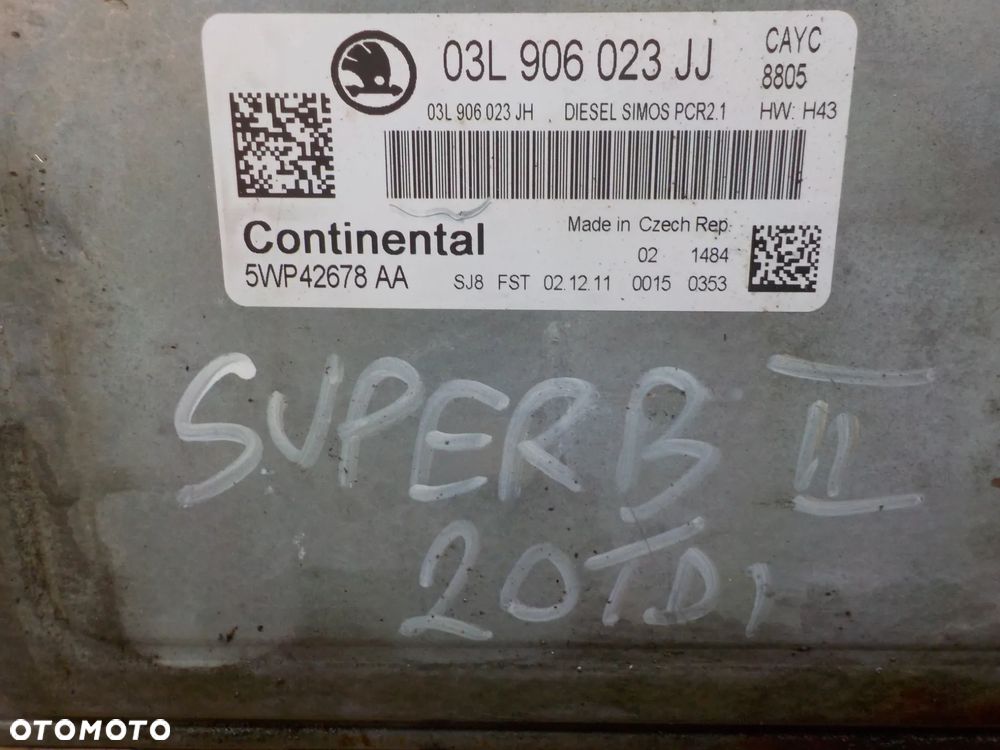 03L 906 023 JJ
CAYC
8805
03L 906 023 JH . DIESEL SIMOS PCR2.1 HW: H43
Continental
Made in Czech Rep.
02 1484
5WP42678 AA
SJ8 FST 02.12.11 0015 0353
SUPERB II
20TDI
OTOMOTO